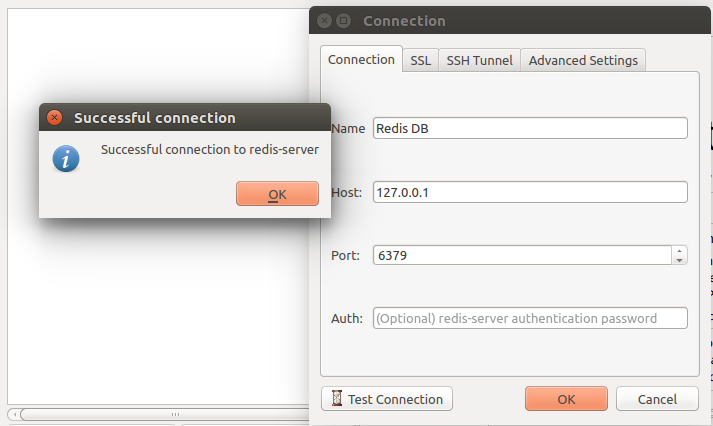 Connection
Connection SSL SSH Tunnel Advanced Settings
Successful connection
Name Redis DB
Successful connection to redis-server
OK
Host: 127.0.0.1
Port: 6379
Auth: (Optional) redis-server authentication password
Test Connection OK Cancel